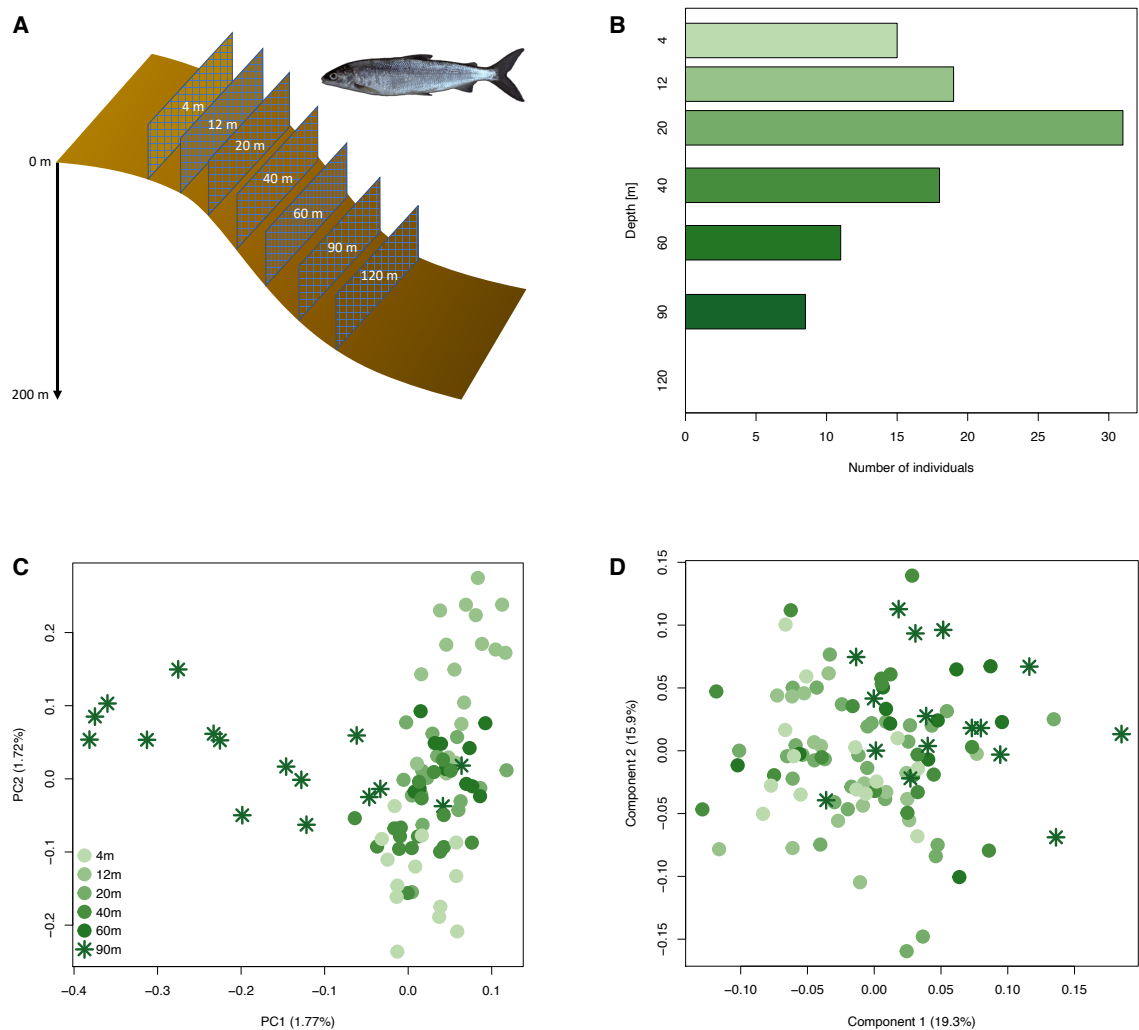 A
4 m
12 m
20 m
40 m
60 m
90 m
120 m
0 m
200 m
B
4
12
20
40
60
90
120
Depth [m]
0 5 10 15 20 25 30
Number of individuals
C
0.2
0.1
0.0
−0.1
−0.2
PC2 (1.72%)
4m
12m
20m
40m
60m
90m
−0.4 −0.3 −0.2 −0.1 0.0 0.1
PC1 (1.77%)
D
0.15
0.10
0.05
0.00
−0.05
−0.10
−0.15
Component 2 (15.9%)
−0.10 −0.05 0.00 0.05 0.10 0.15
Component 1 (19.3%)